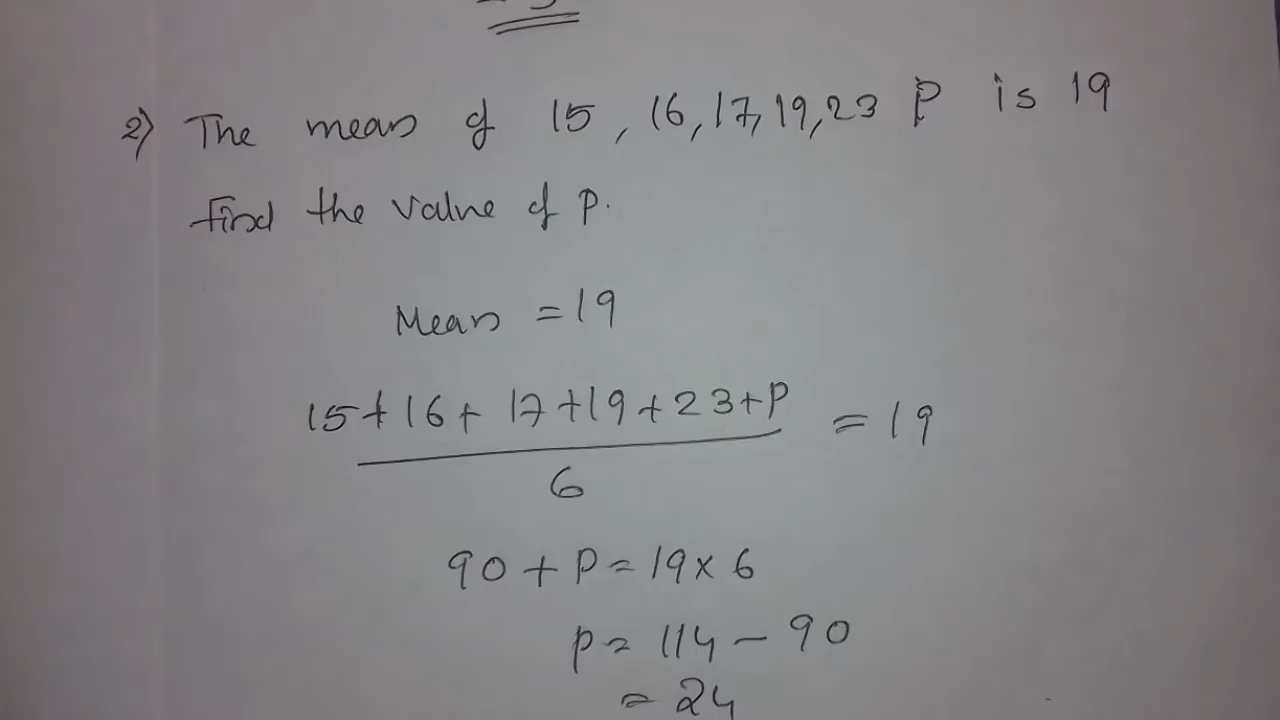 2) The mean of 15, 16, 17, 19, 23 P is 19
find the value of P.
Mean = 19
15 + 16 + 17 + 19 + 23 + P = 19
6
90 + P = 19 x 6
P = 114 - 90
= 24